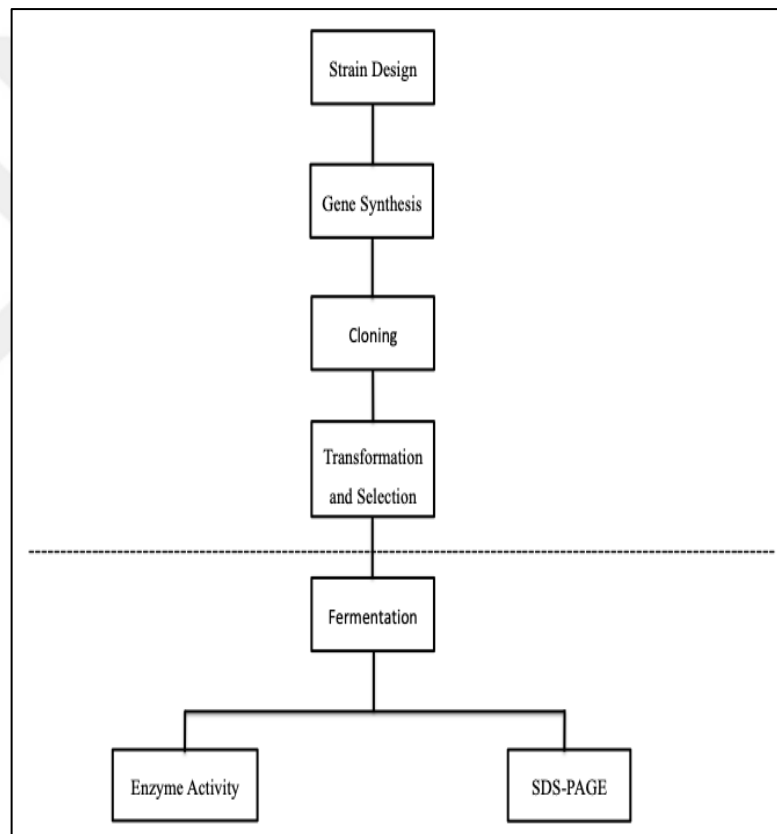 Strain Design
Gene Synthesis
Cloning
Transformation
and Selection
Fermentation
Enzyme Activity
SDS-PAGE